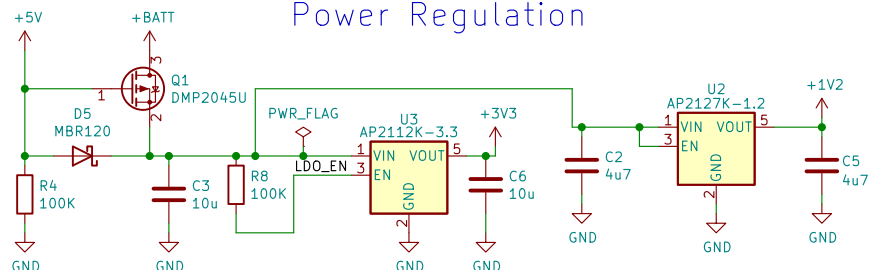 Power Regulation
+5V
+BATT
3
Q1
DMP2045U
1
2
D5
MBR120
R4
100K
GND
C3
10u
GND
R8
100K
PWR_FLAG
LDO_EN
U3
AP2112K-3.3
1
VIN
VOUT
5
3
EN
GND
2
GND
+3V3
C6
10u
GND
C2
4u7
GND
U2
AP2127K-1.2
1
VIN
VOUT
5
3
EN
GND
2
GND
+1V2
C5
4u7
GND